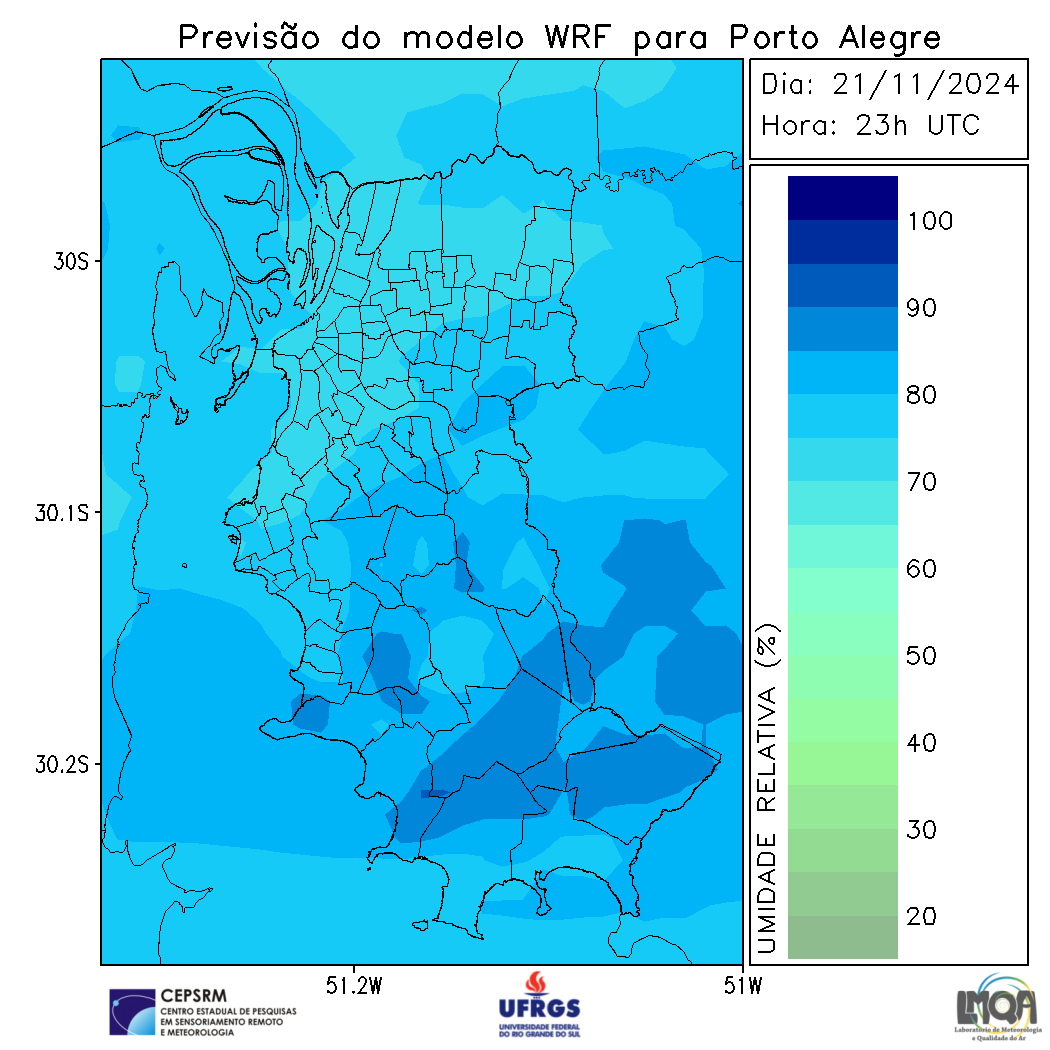 Previsão do modelo WRF para Porto Alegre
Dia: 21/11/2024
Hora: 23h UTC
100
90
80
70
60
50
40
30
20
UMIDADE RELATIVA (%)
30S
30.1S
30.2S
51.2W
51W
CEPSRM
CENTRO ESTADUAL DE PESQUISAS
EM SENSORIAMENTO REMOTO
E METEOROLOGIA
UFRGS
UNIVERSIDADE FEDERAL
DO RIO GRANDE DO SUL
LMQA
Laboratório de Meteorologia
e Qualidade do Ar